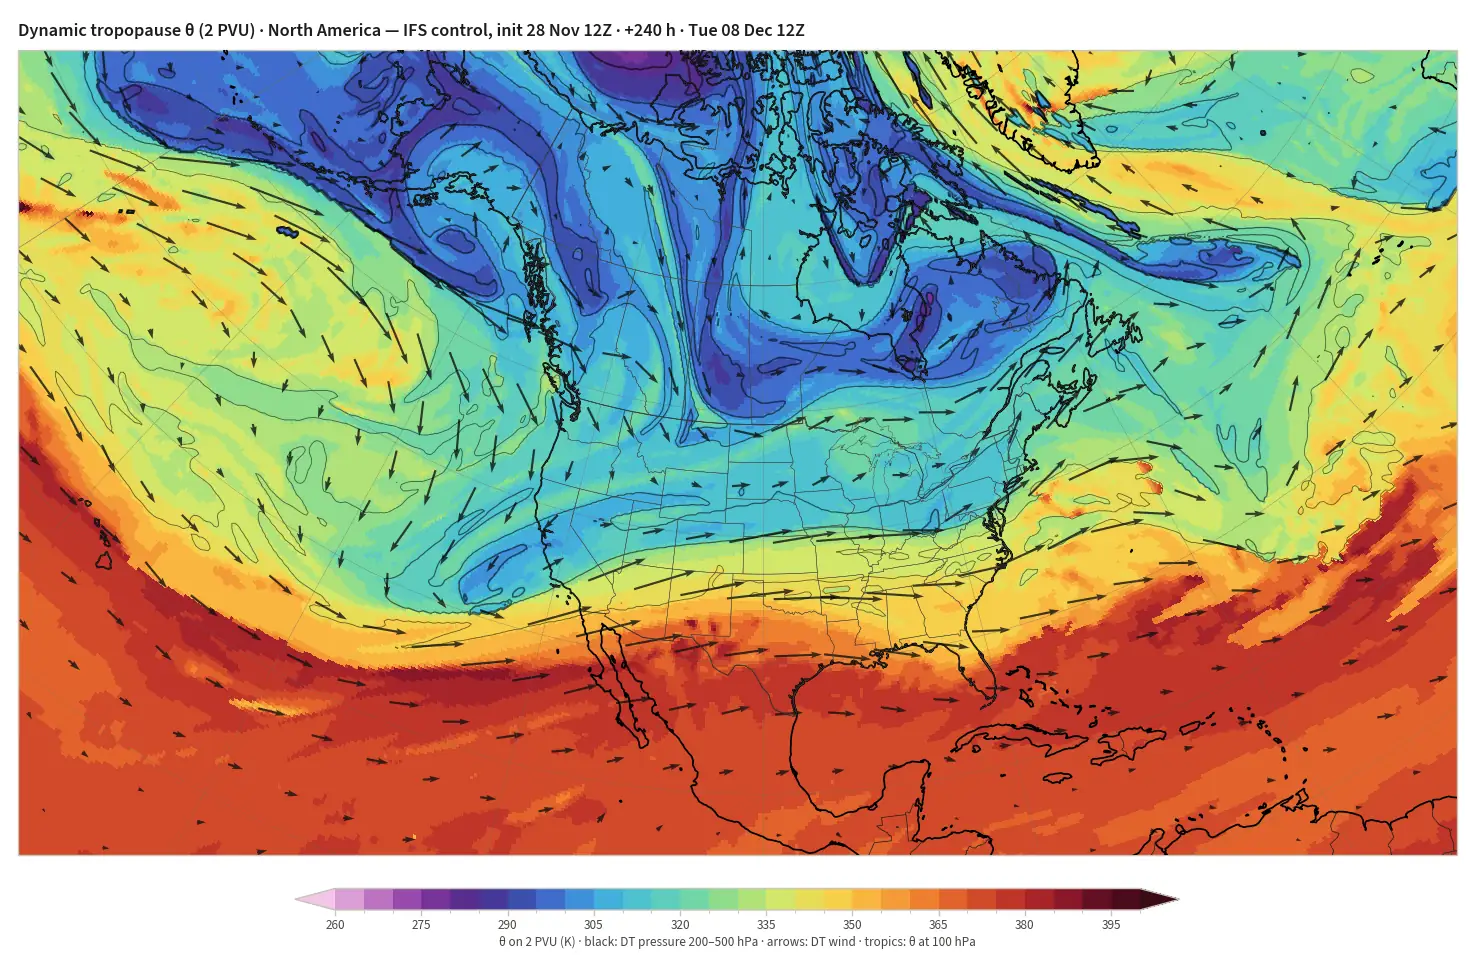 Dynamic tropopause θ (2 PVU) · North America — IFS control, init 28 Nov 12Z · +240 h · Tue 08 Dec 12Z
260 275 290 305 320 335 350 365 380 395
θ on 2 PVU (K) · black: DT pressure 200–500 hPa · arrows: DT wind · tropics: θ at 100 hPa